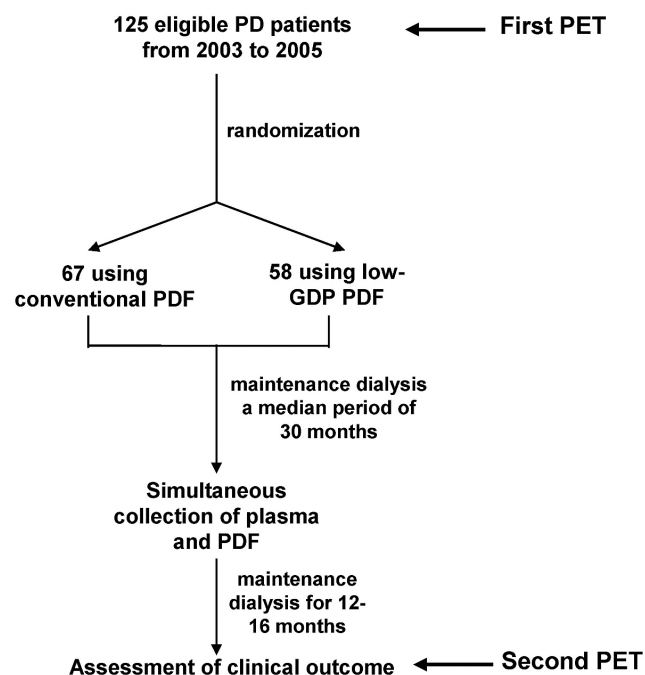 125 eligible PD patients
from 2003 to 2005
First PET
randomization
67 using
conventional PDF
58 using low-
GDP PDF
maintenance dialysis
a median period of
30 months
Simultaneous
collection of plasma
and PDF
maintenance
dialysis for 12-
16 months
Assessment of clinical outcome
Second PET